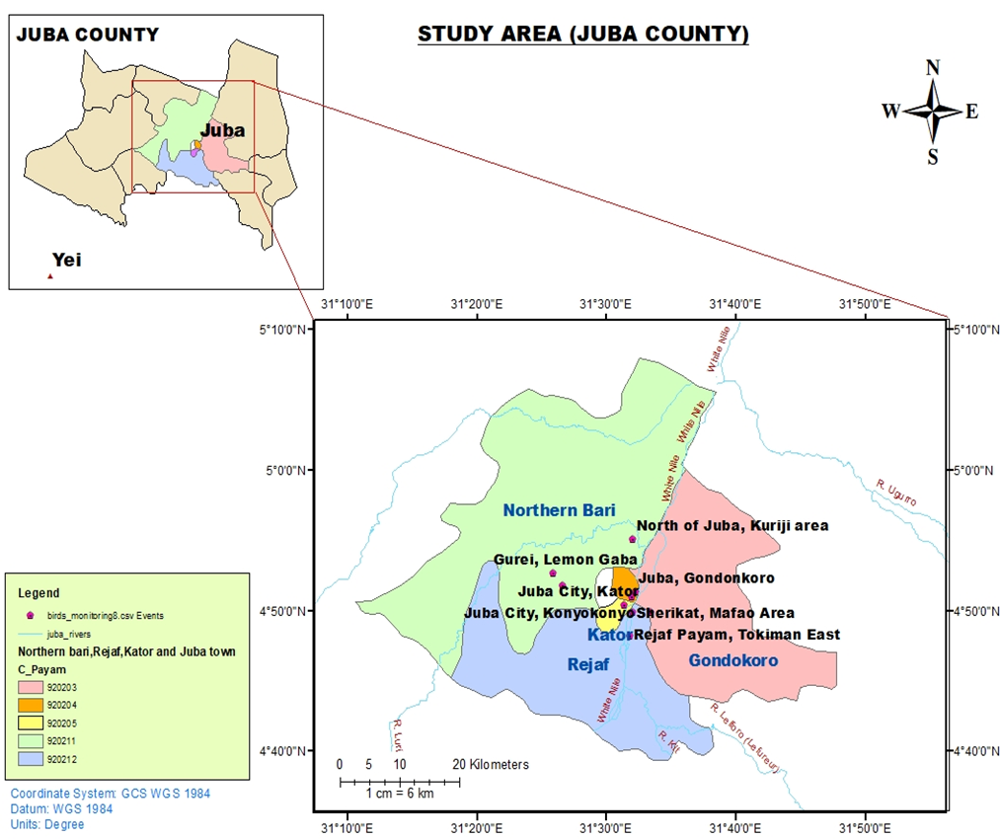 JUBA COUNTY
Juba
Yei
STUDY AREA (JUBA COUNTY)
N
W E
S
31°10'0"E 31°20'0"E 31°30'0"E 31°40'0"E 31°50'0"E
5°10'0"N 5°10'0"N
White Nile
White Nile
White Nile
5°0'0"N 5°0'0"N
R. Ugurro
Northern Bari
North of Juba, Kuriji area
Gurei, Lemon Gaba
Juba, Gondonkoro
Juba City, Kator
4°50'0"N 4°50'0"N
Juba City, Konyokonyo Sherikat, Mafao Area
Kator Rejaf Payam, Tokiman East
Rejaf Gondokoro
White Nile
R. Luri
R. Kit
4°40'0"N 4°40'0"N
0 5 10 20 Kilometers
1 cm = 6 km
31°10'0"E 31°20'0"E 31°30'0"E 31°40'0"E 31°50'0"E
Legend
birds_monitoring8.csv Events
juba_rivers
Northern bari,Rejaf,Kator and Juba town
C_Payam
920203
920204
920205
920211
920212
Coordinate System: GCS WGS 1984
Datum: WGS 1984
Units: Degree